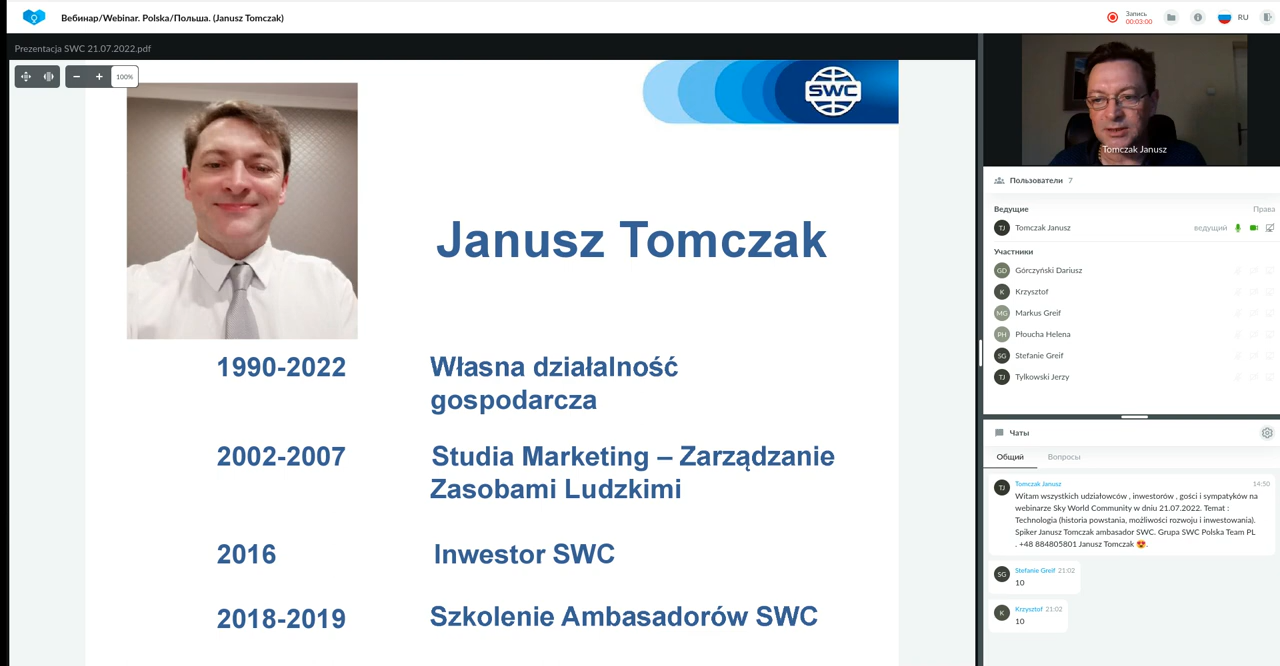 Вебинар/Webinar. Polska/Польша. (Janusz Tomczak)
Запись
00:03:00
RU
Prezentacja SWC 21.07.2022.pdf
100%
SWC
Janusz Tomczak
1990-2022 Własna działalność
gospodarcza
2002-2007 Studia Marketing – Zarządzanie
Zasobami Ludzkimi
2016 Inwestor SWC
2018-2019 Szkolenie Ambasadorów SWC
Tomczak Janusz
Пользователи 7
Ведущие Права
TJ Tomczak Janusz ведущий
Участники
GD Górczyński Dariusz
K Krzysztof
MG Markus Greif
PH Płoucha Helena
SG Stefanie Greif
TJ Tylkowski Jerzy
Чаты
Общий Вопросы
TJ Tomczak Janusz 14:50
Witam wszystkich udziałowców , inwestorów , gości i sympatyków na
webinarze Sky World Community w dniu 21.07.2022. Temat :
Technologia (historia powstania, możliwości rozwoju i inwestowania).
Spiker Janusz Tomczak ambasador SWC. Grupa SWC Polska Team PL
. +48 884805801 Janusz Tomczak 😍.
SG Stefanie Greif 21:02
10
K Krzysztof 21:02
10